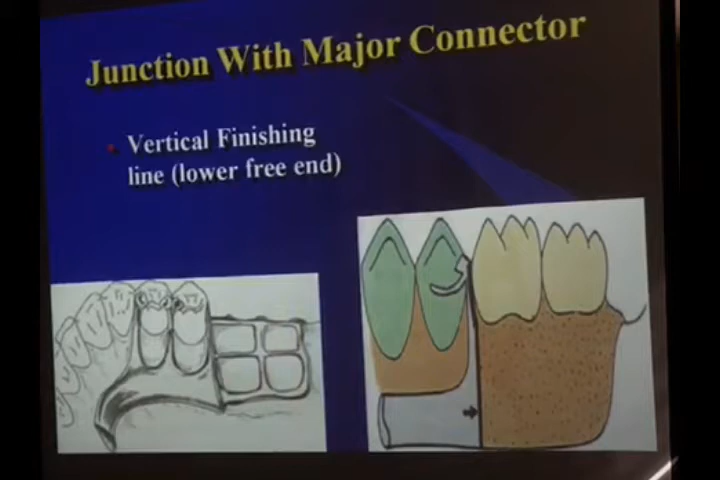 Junction With Major Connector
Vertical Finishing
line (lower free end)